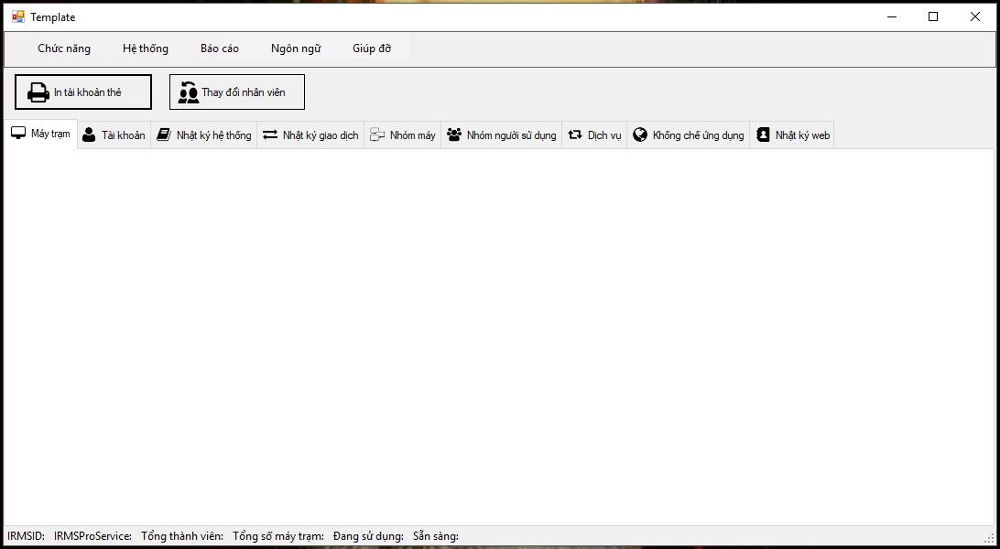 Template
Chức năng Hệ thống Báo cáo Ngôn ngữ Giúp đỡ
In tài khoản thẻ Thay đổi nhân viên
Máy trạm Tài khoản Nhật ký hệ thống Nhật ký giao dịch Nhóm máy Nhóm người sử dụng Dịch vụ Khống chế ứng dụng Nhật ký web
IRMSID: IRMSProService: Tổng thành viên: Tổng số máy trạm: Đang sử dụng: Sẵn sàng: